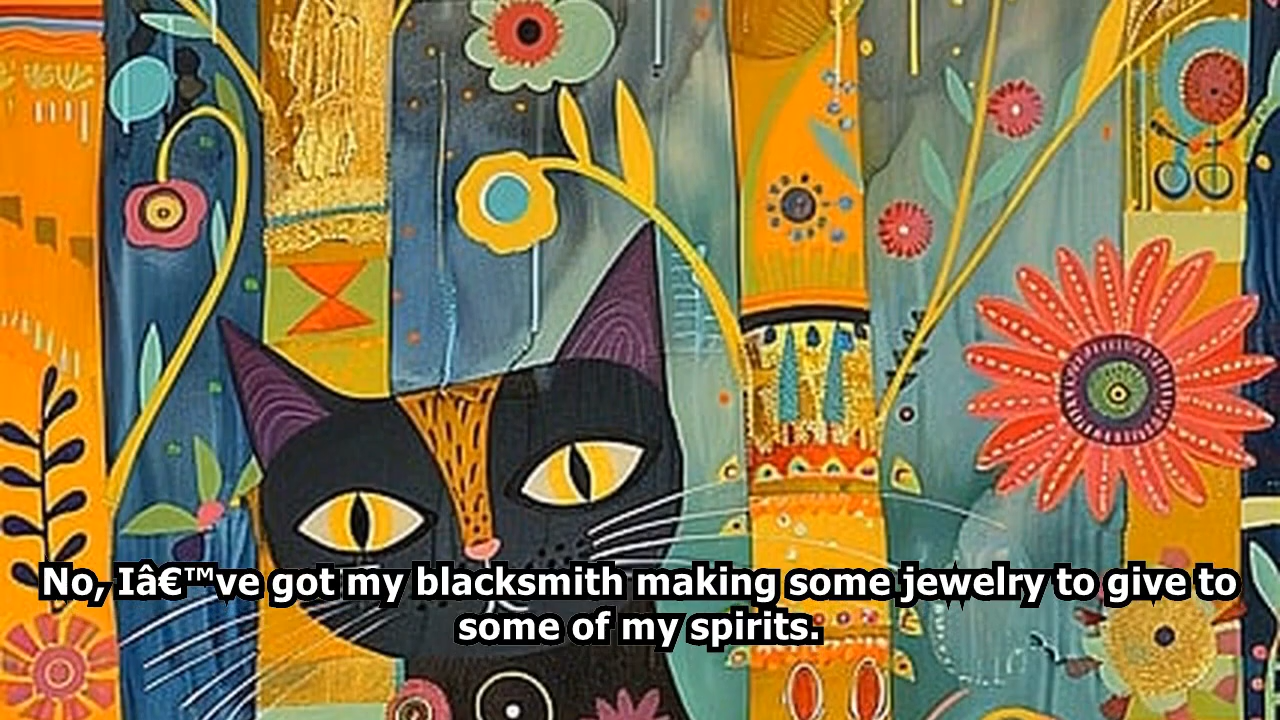 No, Iâ€™ve got my blacksmith making some jewelry to give to
some of my spirits.